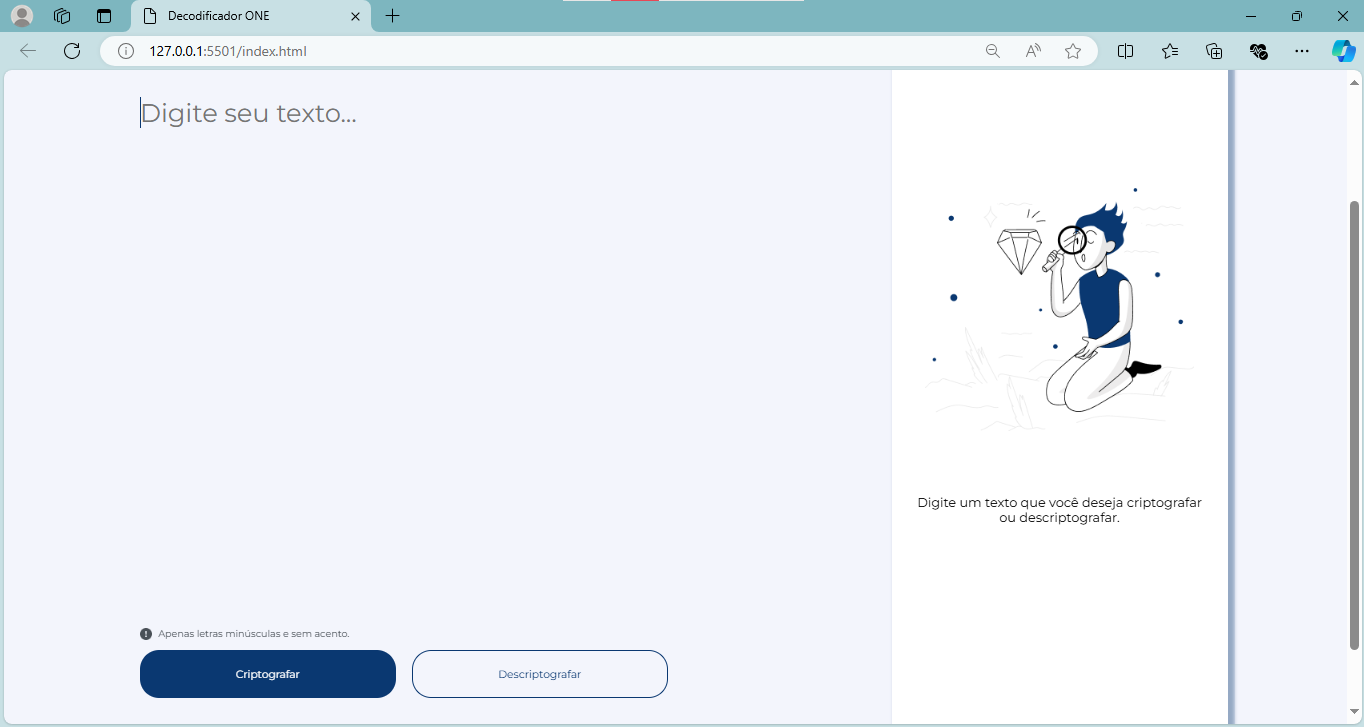 Decodificador ONE
127.0.0.1:5501/index.html
Digite seu texto...
Digite um texto que você deseja criptografar
ou descriptografar.
Apenas letras minúsculas e sem acento.
Criptografar
Descriptografar